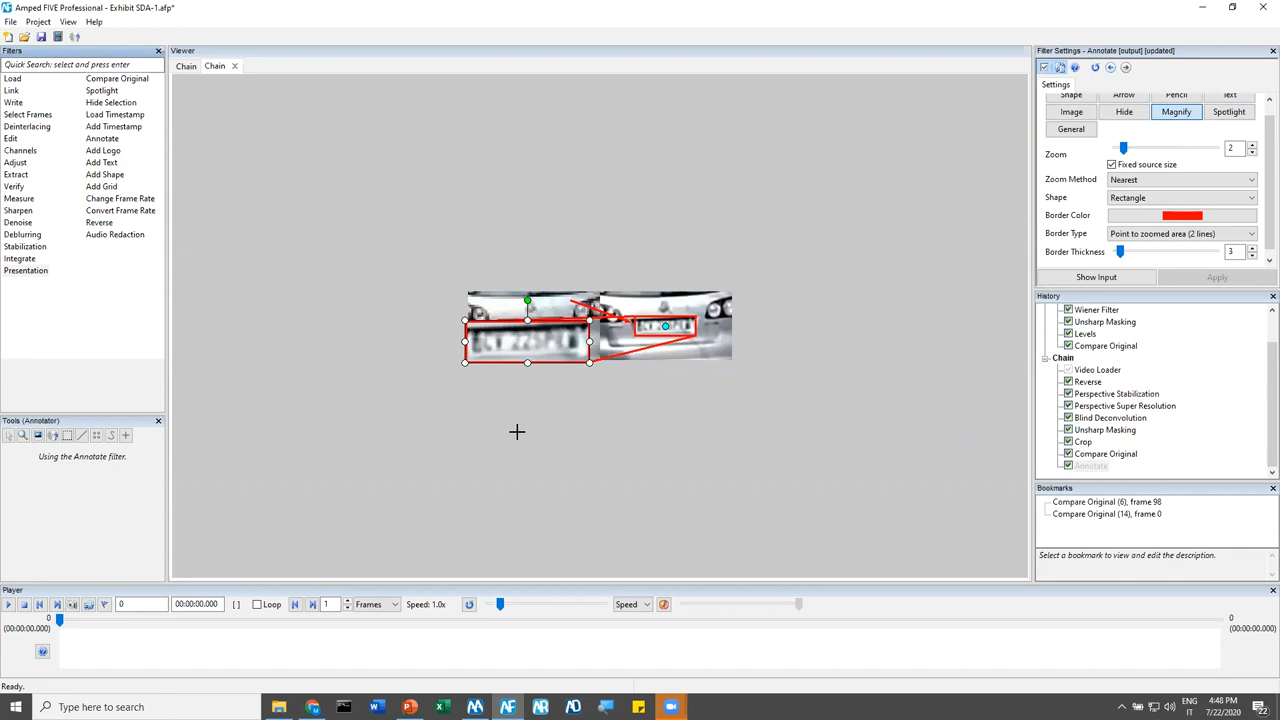 Amped FIVE Professional - Exhibit SDA-1.afp*
File Project View Help
Filters
Viewer
Filter Settings - Annotate [output] [updated]
Quick Search: select and press enter
Chain Chain
Load Compare Original
Link Spotlight
Write Hide Selection
Select Frames Load Timestamp
Deinterlacing Add Timestamp
Edit Annotate
Channels Add Logo
Adjust Add Text
Extract Add Shape
Verify Add Grid
Measure Change Frame Rate
Sharpen Convert Frame Rate
Denoise Reverse
Deblurring Audio Redaction
Stabilization
Integrate
Presentation
Settings
Shape Arrow Pencil Text
Image Hide Magnify Spotlight
General
Zoom 2
Fixed source size
Zoom Method Nearest
Shape Rectangle
Border Color
Border Type Point to zoomed area (2 lines)
Border Thickness 3
Show Input Apply
History
Wiener Filter
Unsharp Masking
Levels
Compare Original
Chain
Video Loader
Reverse
Perspective Stabilization
Perspective Super Resolution
Blind Deconvolution
Unsharp Masking
Crop
Compare Original
Annotate
Tools (Annotator)
Using the Annotate filter.
Bookmarks
Compare Original (6), frame 98
Compare Original (14), frame 0
Select a bookmark to view and edit the description.
Player
0 00:00:00.000 [ ] Loop 1 Frames Speed: 1.0x Speed
0 0
(00:00:00.000) (00:00:00.000)
Ready.
Type here to search
ENG 4:48 PM
IT 7/22/2020
22